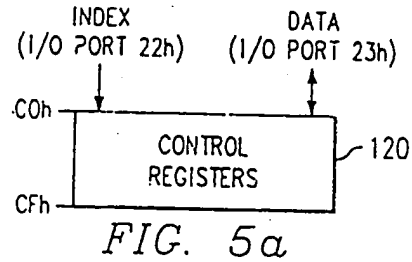 INDEX
(I/O PORT 22h)
DATA
(I/O PORT 23h)
C0h
CONTROL
REGISTERS
120
CFh
FIG. 5a